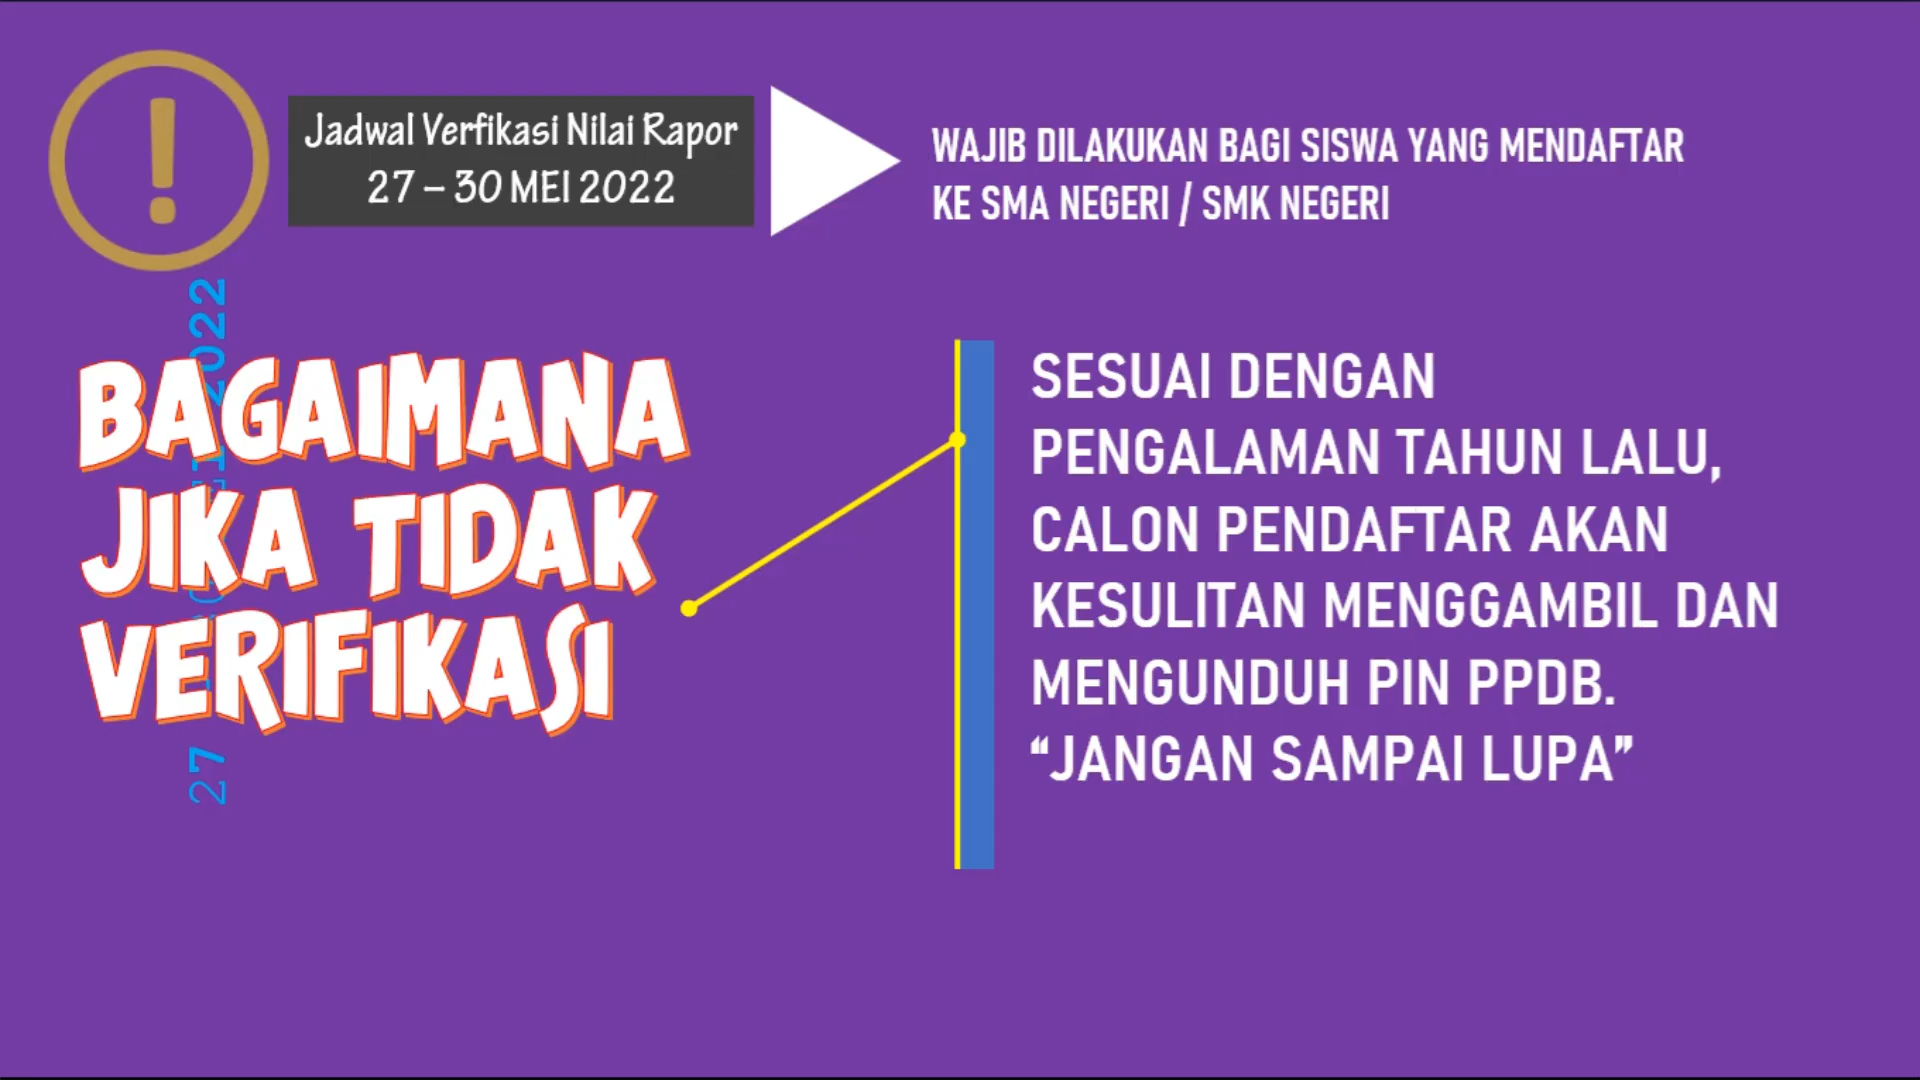 Jadwal Verfikasi Nilai Rapor
27 – 30 MEI 2022
WAJIB DILAKUKAN BAGI SISWA YANG MENDAFTAR
KE SMA NEGERI / SMK NEGERI
BAGAIMANA
JIKA TIDAK
VERIFIKASI
SESUAI DENGAN
PENGALAMAN TAHUN LALU,
CALON PENDAFTAR AKAN
KESULITAN MENGGAMBIL DAN
MENGUNDUH PIN PPDB.
“JANGAN SAMPAI LUPA”
27
2022